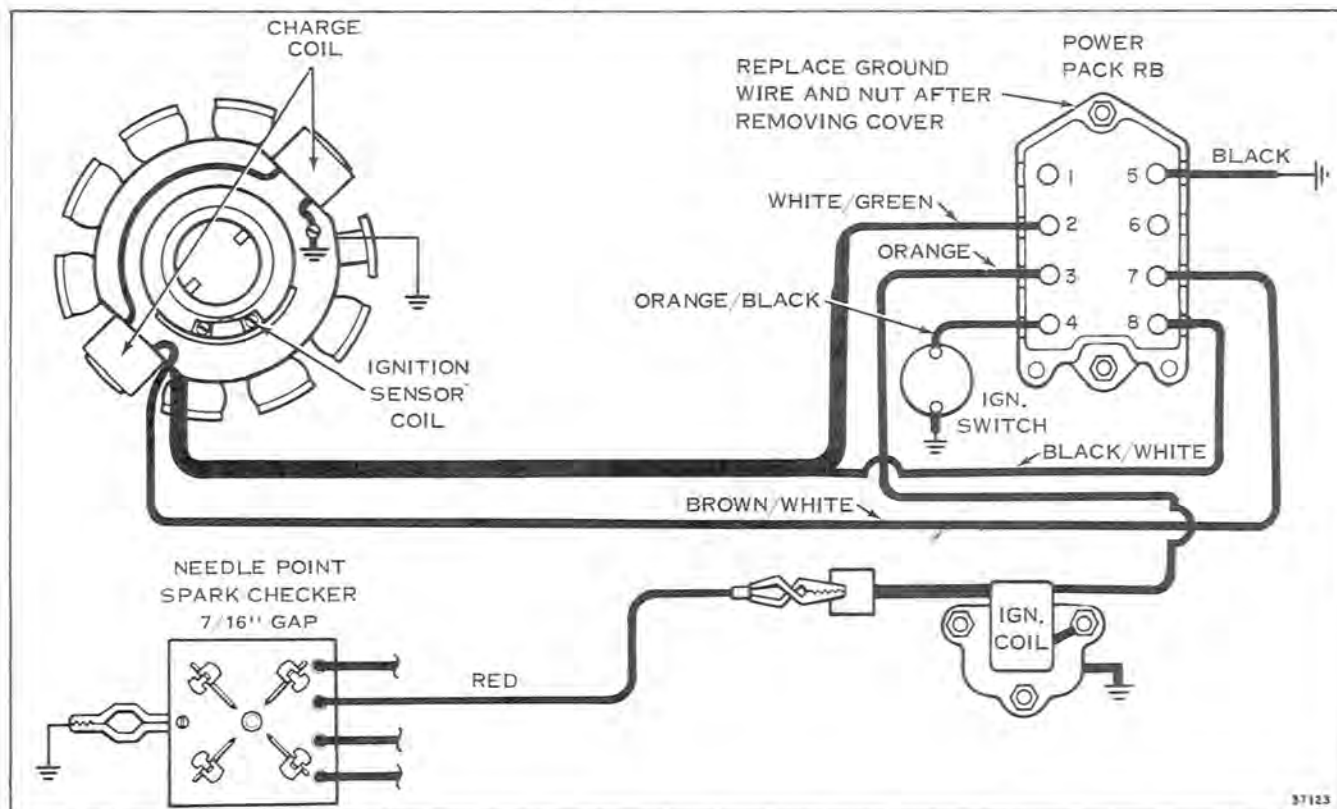 CHARGE
COIL
POWER
PACK RB
REPLACE GROUND
WIRE AND NUT AFTER
REMOVING COVER
BLACK
1 5
WHITE/GREEN
2 6
ORANGE
3 7
ORANGE/BLACK
4 8
IGNITION
SENSOR
COIL
IGN.
SWITCH
BLACK/WHITE
BROWN/WHITE
NEEDLE POINT
SPARK CHECKER
7/16" GAP
IGN.
COIL
RED
37123